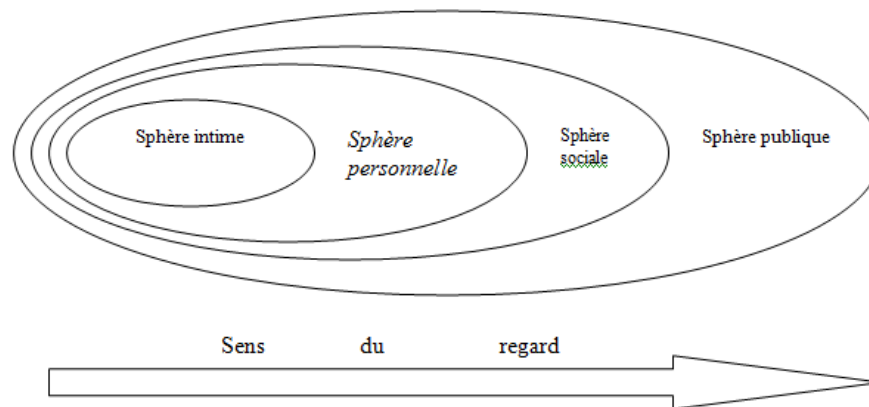 Sphère intime
Sphère
personnelle
Sphère
sociale
Sphère publique
Sens du regard